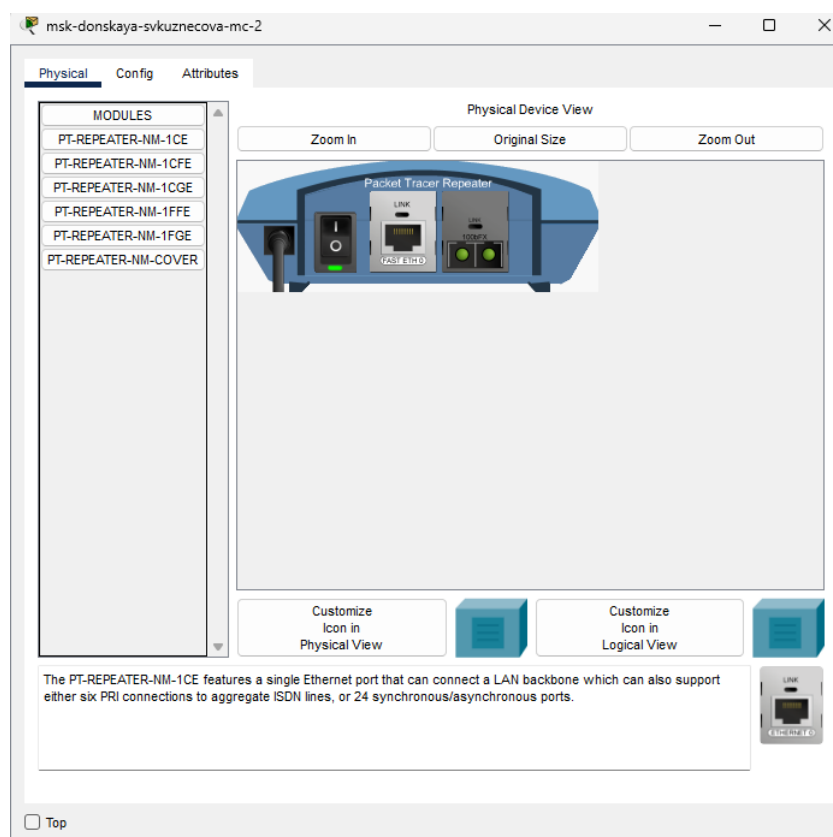 msk-donskaya-svkuznecova-mc-2
Physical
Config
Attributes
MODULES
PT-REPEATER-NM-1CE
PT-REPEATER-NM-1CFE
PT-REPEATER-NM-1CGE
PT-REPEATER-NM-1FFE
PT-REPEATER-NM-1FGE
PT-REPEATER-NM-COVER
Physical Device View
Zoom In
Original Size
Zoom Out
Packet Tracer Repeater
LINK
FAST ETH 0
LINK
100bFX
Customize
Icon in
Physical View
Customize
Icon in
Logical View
The PT-REPEATER-NM-1CE features a single Ethernet port that can connect a LAN backbone which can also support
either six PRI connections to aggregate ISDN lines, or 24 synchronous/asynchronous ports.
LINK
ETHERNET 0
Top